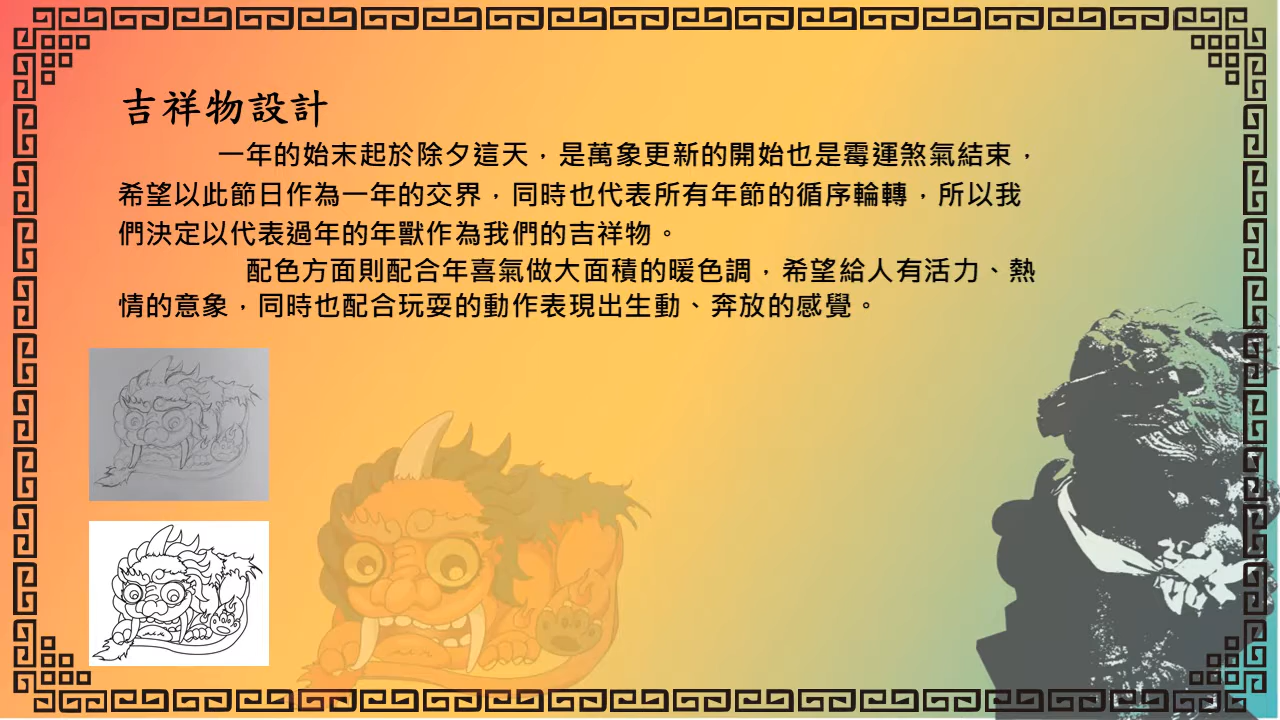 吉祥物設計
一年的始末起於除夕這天，是萬象更新的開始也是霉運煞氣結束，
希望以此節日作為一年的交界，同時也代表所有年節的循序輪轉，所以我
們決定以代表過年的年獸作為我們的吉祥物。
配色方面則配合年喜氣做大面積的暖色調，希望給人有活力、熱
情的意象，同時也配合玩耍的動作表現出生動、奔放的感覺。